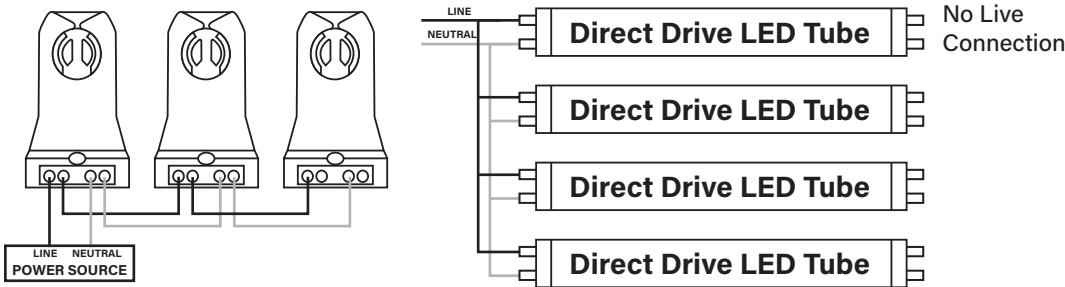 LINE NEUTRAL
POWER SOURCE
LINE
NEUTRAL
Direct Drive LED Tube
No Live
Connection
Direct Drive LED Tube
Direct Drive LED Tube
Direct Drive LED Tube